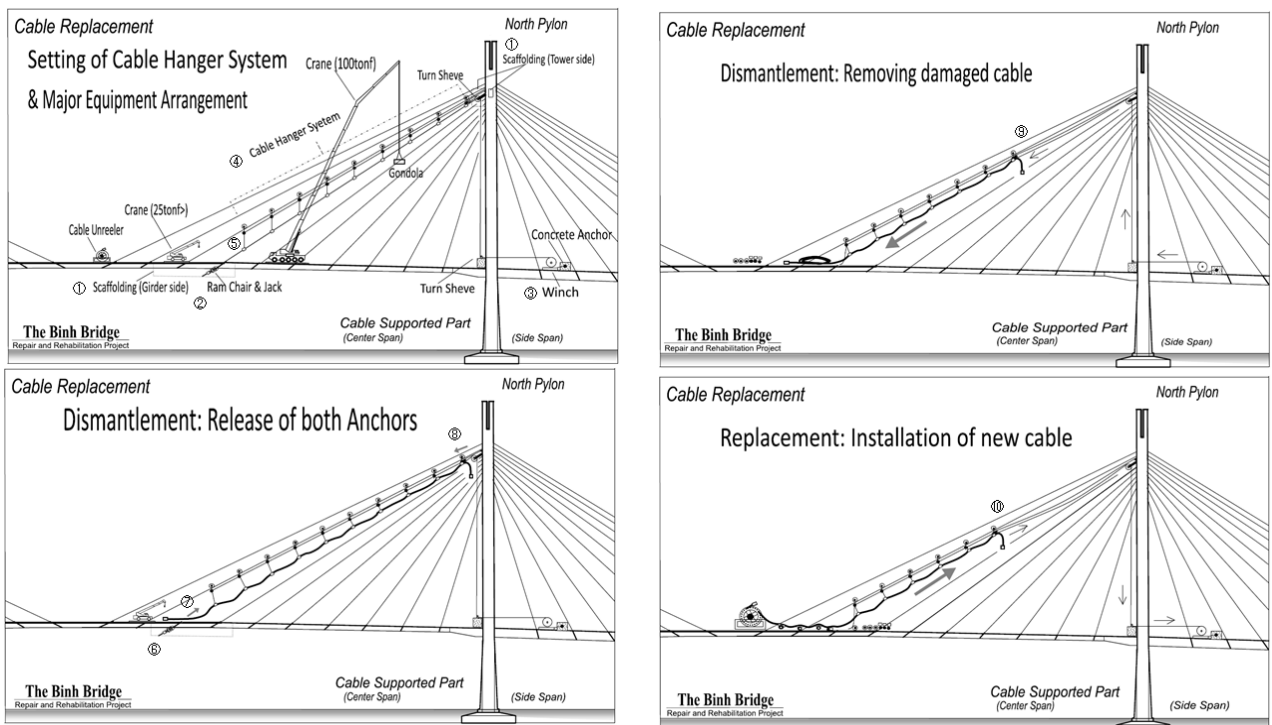 Cable Replacement
North Pylon
Setting of Cable Hanger System
& Major Equipment Arrangement
①
Scaffolding (Tower side)
Crane (100tonf)
Turn Sheve
④ Cable Hanger Syetem
Gondola
Crane (25tonf>)
Cable Unreeler
⑤
Concrete Anchor
① Scaffolding (Girder side)
② Ram Chair & Jack
Turn Sheve
③ Winch
Cable Supported Part
(Center Span)
(Side Span)
The Binh Bridge
Repair and Rehabilitation Project
Cable Replacement
North Pylon
Dismantlement: Removing damaged cable
⑨
Cable Supported Part
(Center Span)
(Side Span)
The Binh Bridge
Repair and Rehabilitation Project
Cable Replacement
North Pylon
Dismantlement: Release of both Anchors
⑧
⑦
⑥
Cable Supported Part
(Center Span)
(Side Span)
The Binh Bridge
Repair and Rehabilitation Project
Cable Replacement
North Pylon
Replacement: Installation of new cable
⑩
Cable Supported Part
(Center Span)
(Side Span)
The Binh Bridge
Repair and Rehabilitation Project